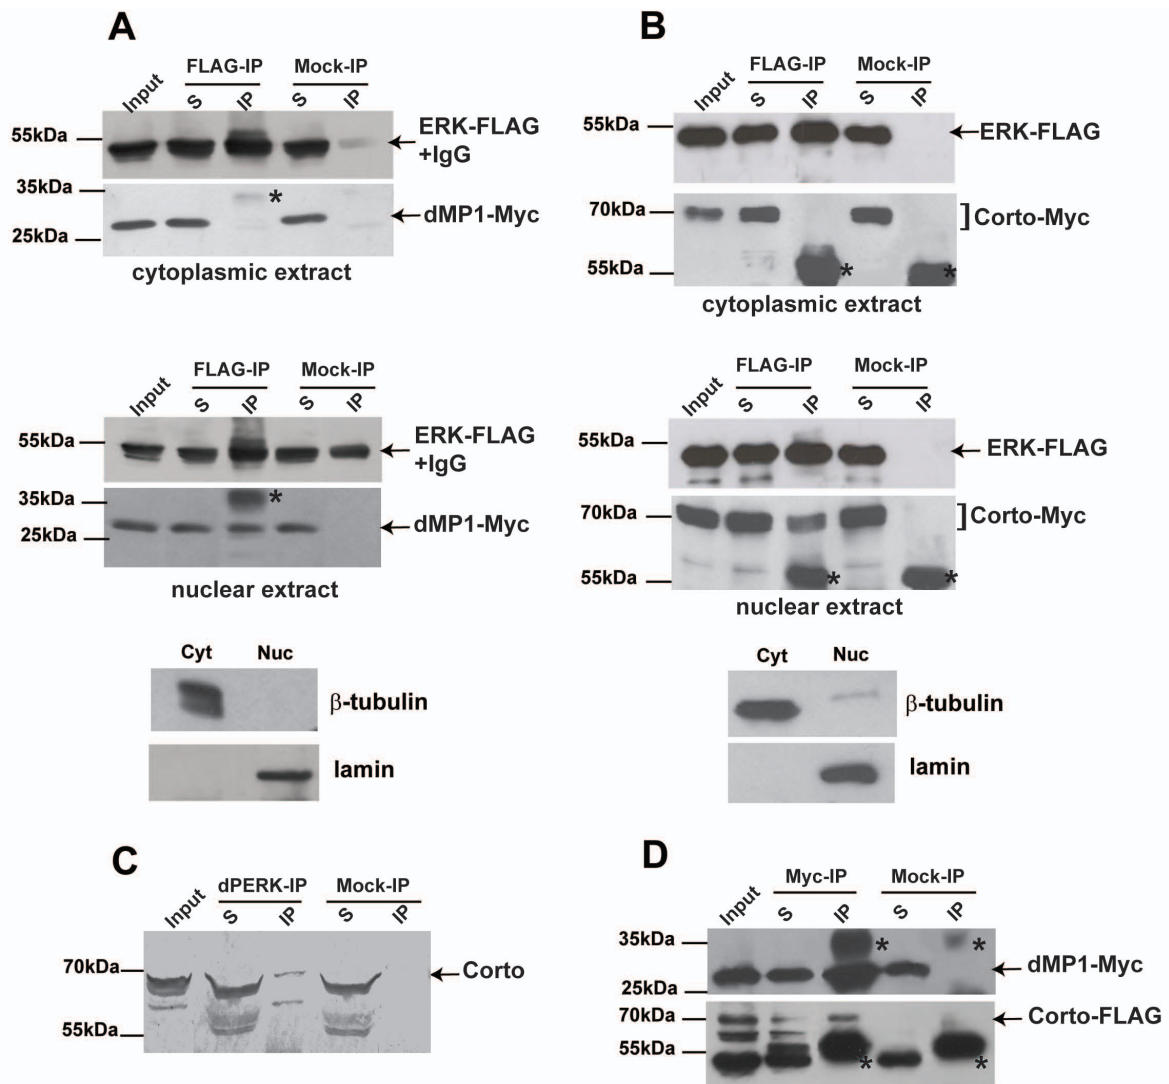 A
FLAG-IP Mock-IP
Input S IP S IP
55kDa
ERK-FLAG
+IgG
35kDa
*
dMP1-Myc
25kDa
cytoplasmic extract
FLAG-IP Mock-IP
Input S IP S IP
55kDa
ERK-FLAG
+IgG
35kDa
*
dMP1-Myc
25kDa
nuclear extract
Cyt Nuc
β-tubulin
lamin
B
FLAG-IP Mock-IP
Input S IP S IP
55kDa
ERK-FLAG
70kDa
]Corto-Myc
55kDa
* *
cytoplasmic extract
FLAG-IP Mock-IP
Input S IP S IP
55kDa
ERK-FLAG
70kDa
]Corto-Myc
55kDa
* *
nuclear extract
Cyt Nuc
β-tubulin
lamin
C
dPERK-IP Mock-IP
Input S IP S IP
70kDa
Corto
55kDa
D
Myc-IP Mock-IP
Input S IP S IP
35kDa
* *
dMP1-Myc
25kDa
70kDa
Corto-FLAG
55kDa
* *